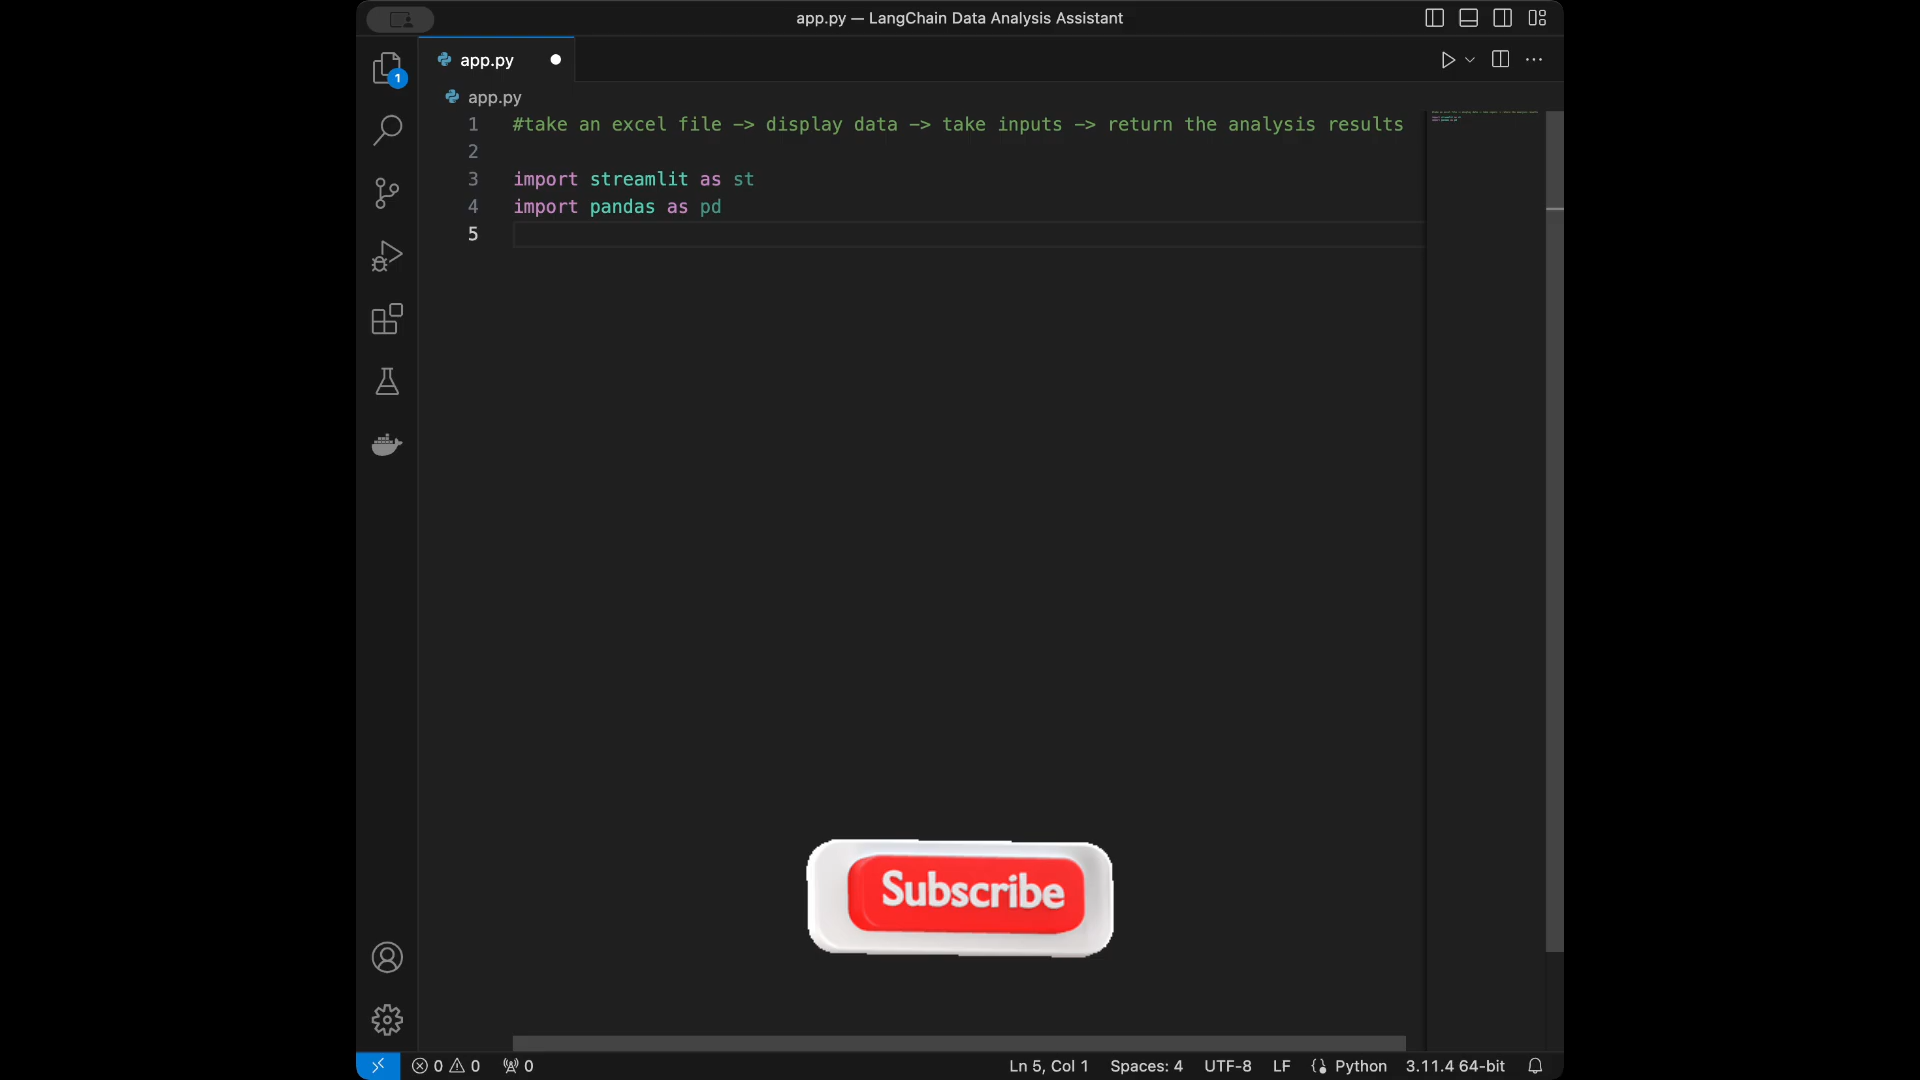 app.py — LangChain Data Analysis Assistant
1
app.py
app.py
1 #take an excel file -> display data -> take inputs -> return the analysis results
2
3 import streamlit as st
4 import pandas as pd
5
Subscribe
0 0 0 Ln 5, Col 1 Spaces: 4 UTF-8 LF Python 3.11.4 64-bit